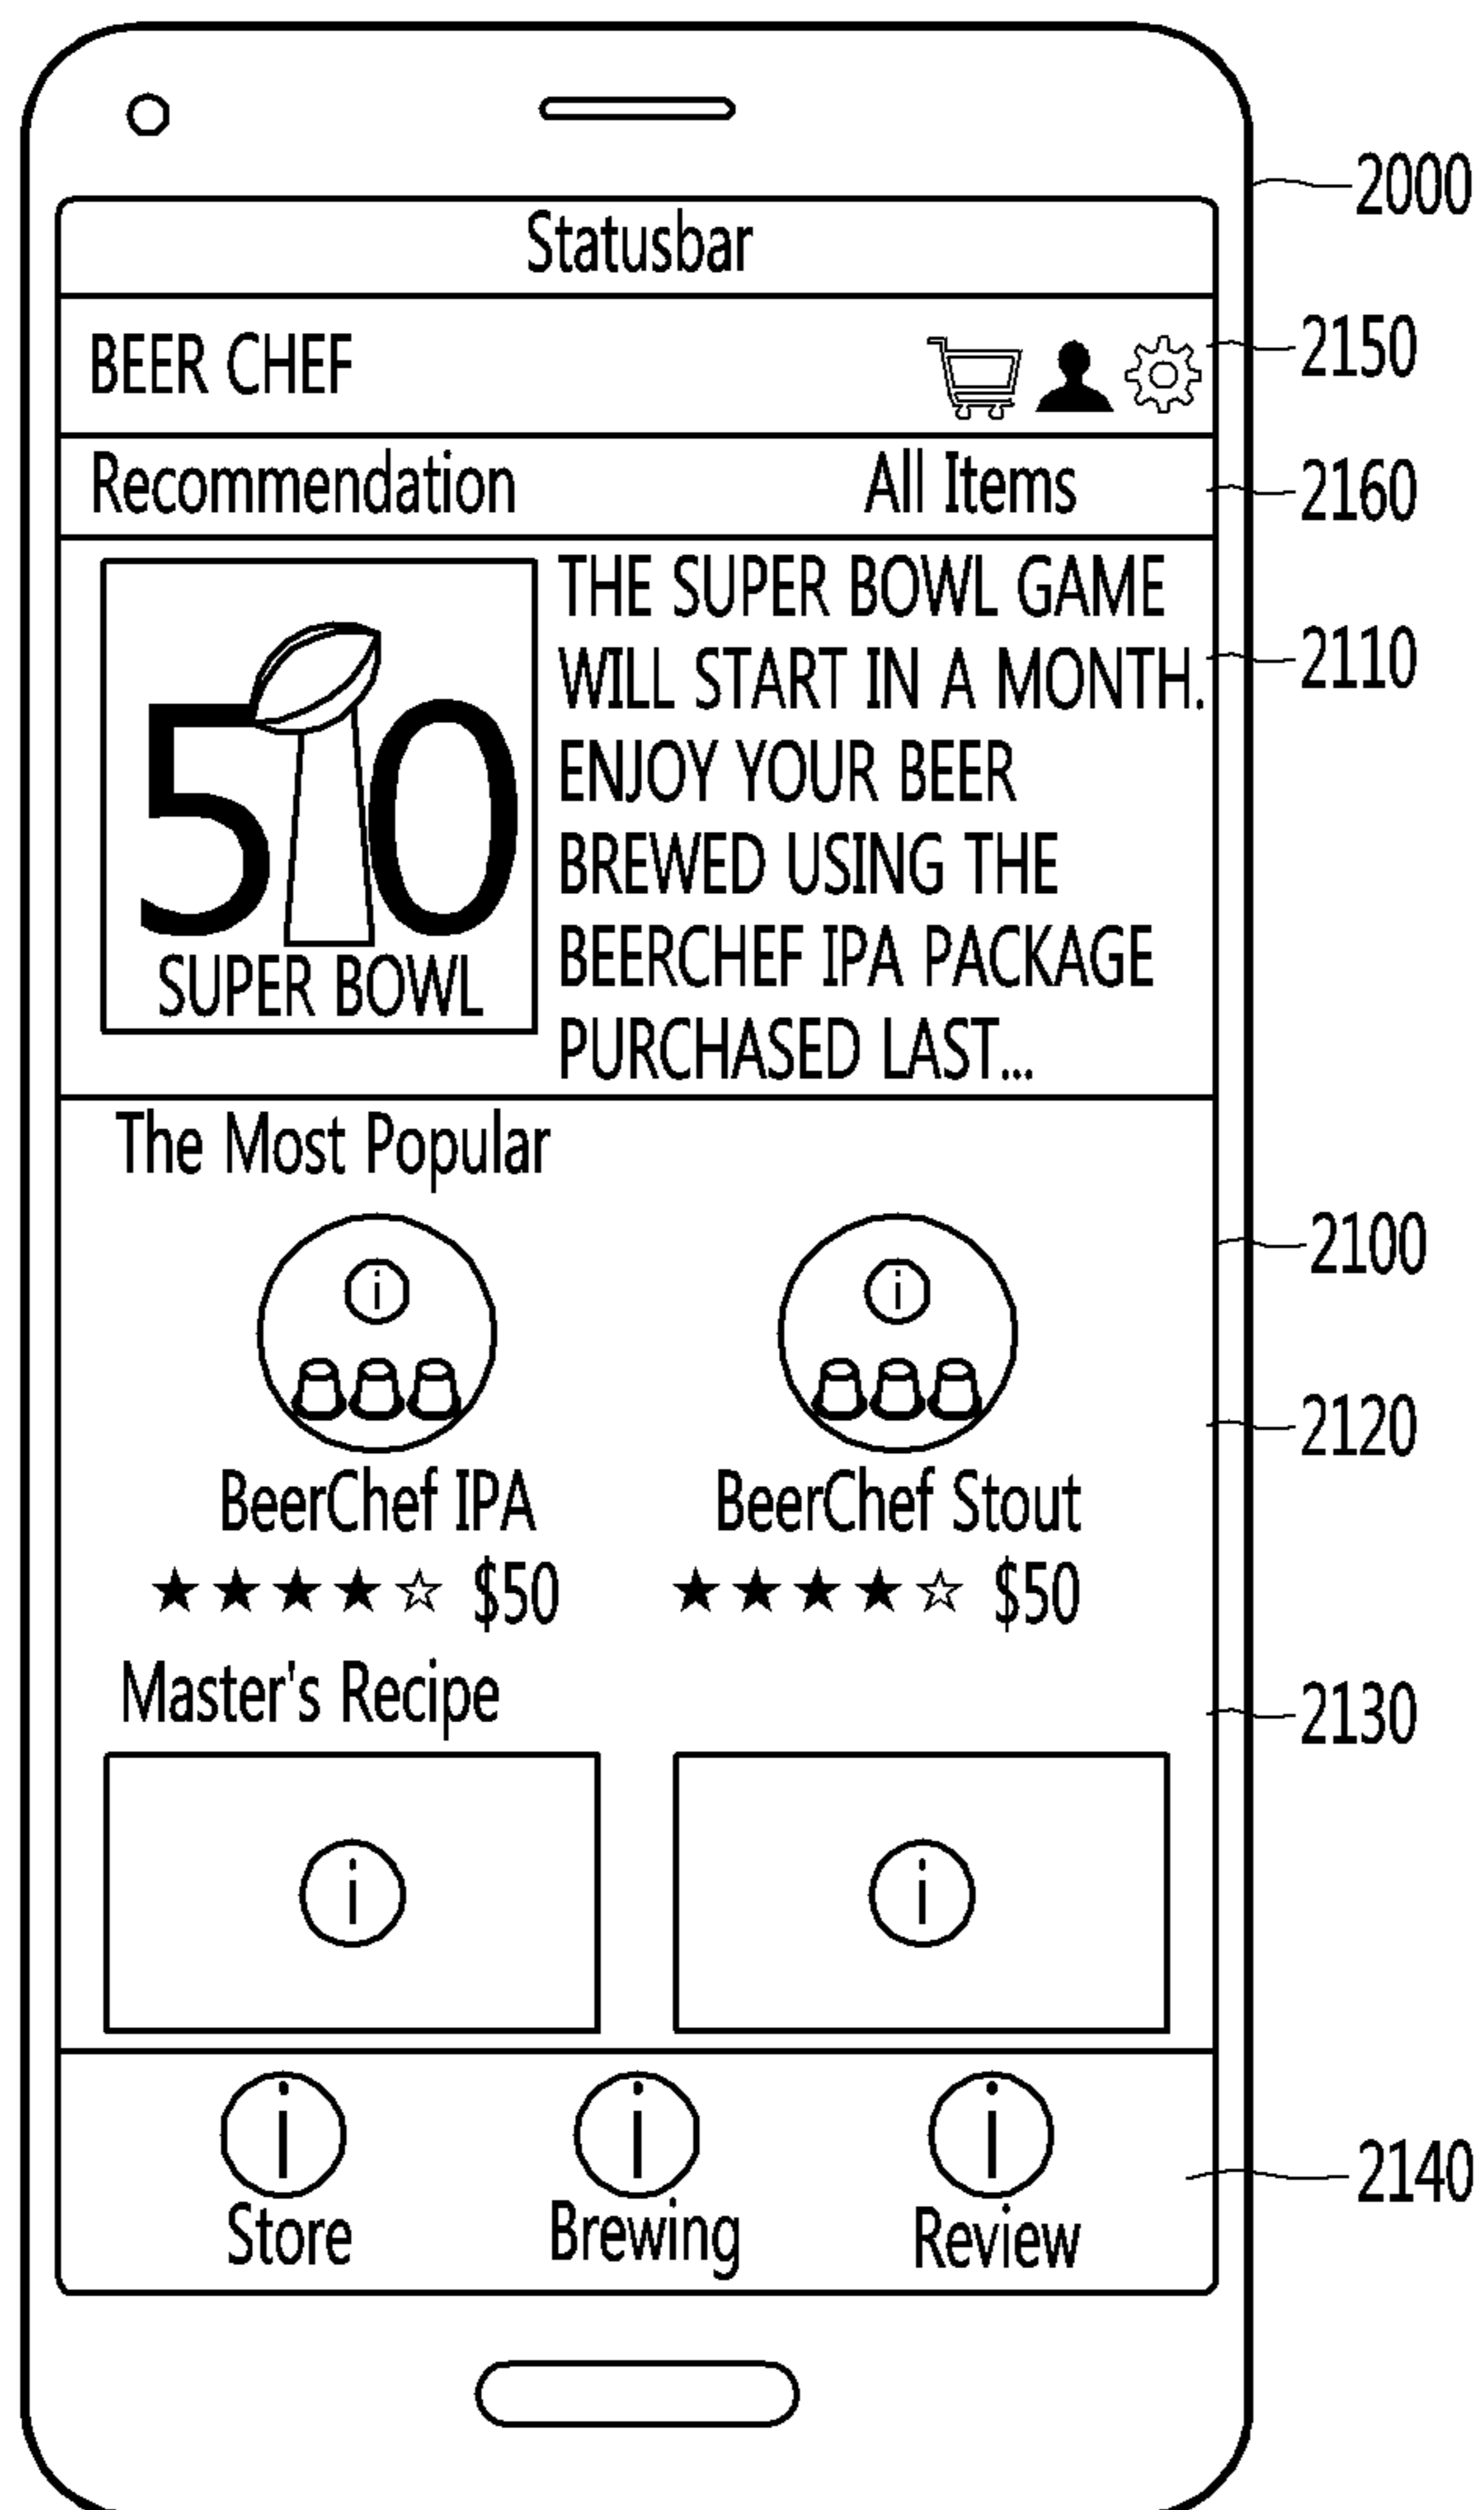 2000
Statusbar
BEER CHEF
2150
Recommendation All Items
2160
THE SUPER BOWL GAME
WILL START IN A MONTH.
ENJOY YOUR BEER
BREWED USING THE
BEERCHEF IPA PACKAGE
PURCHASED LAST...
2110
50
SUPER BOWL
The Most Popular
2100
i i
2120
BeerChef IPA BeerChef Stout
★★★★☆ $50 ★★★★☆ $50
Master's Recipe
2130
i i
i i i
2140
Store Brewing Review